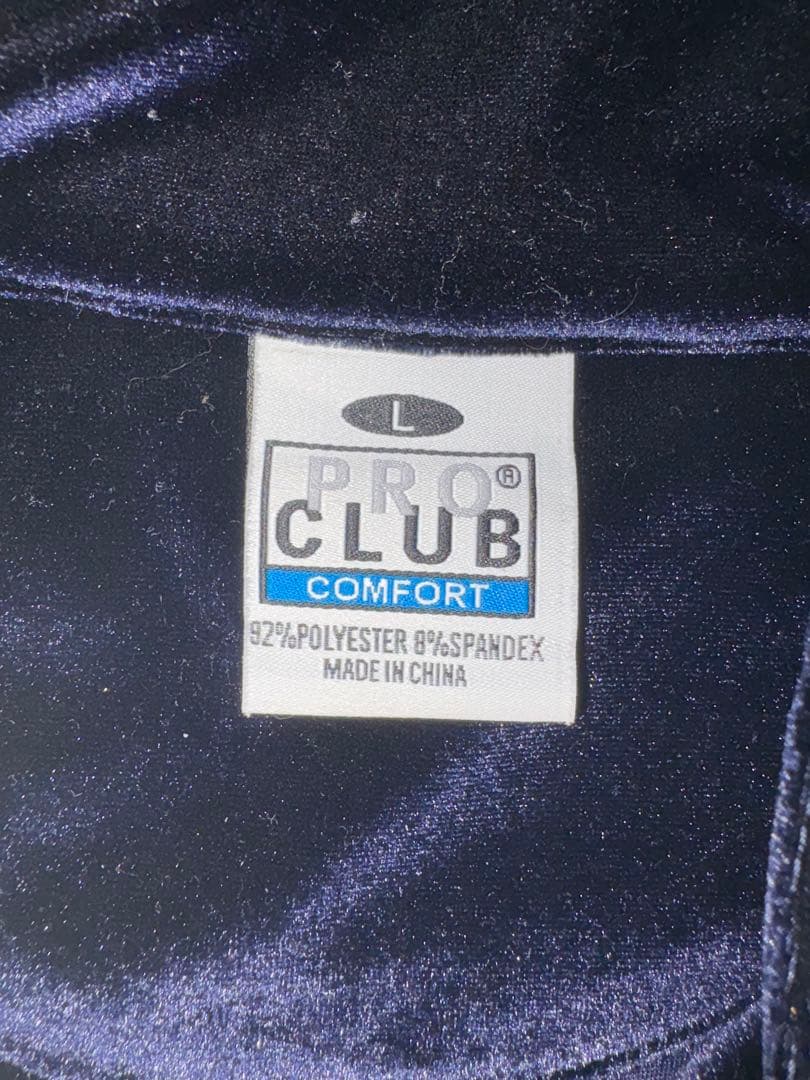 L
PRO®
CLUB
COMFORT
92%POLYESTER 8%SPANDEX
MADE IN CHINA